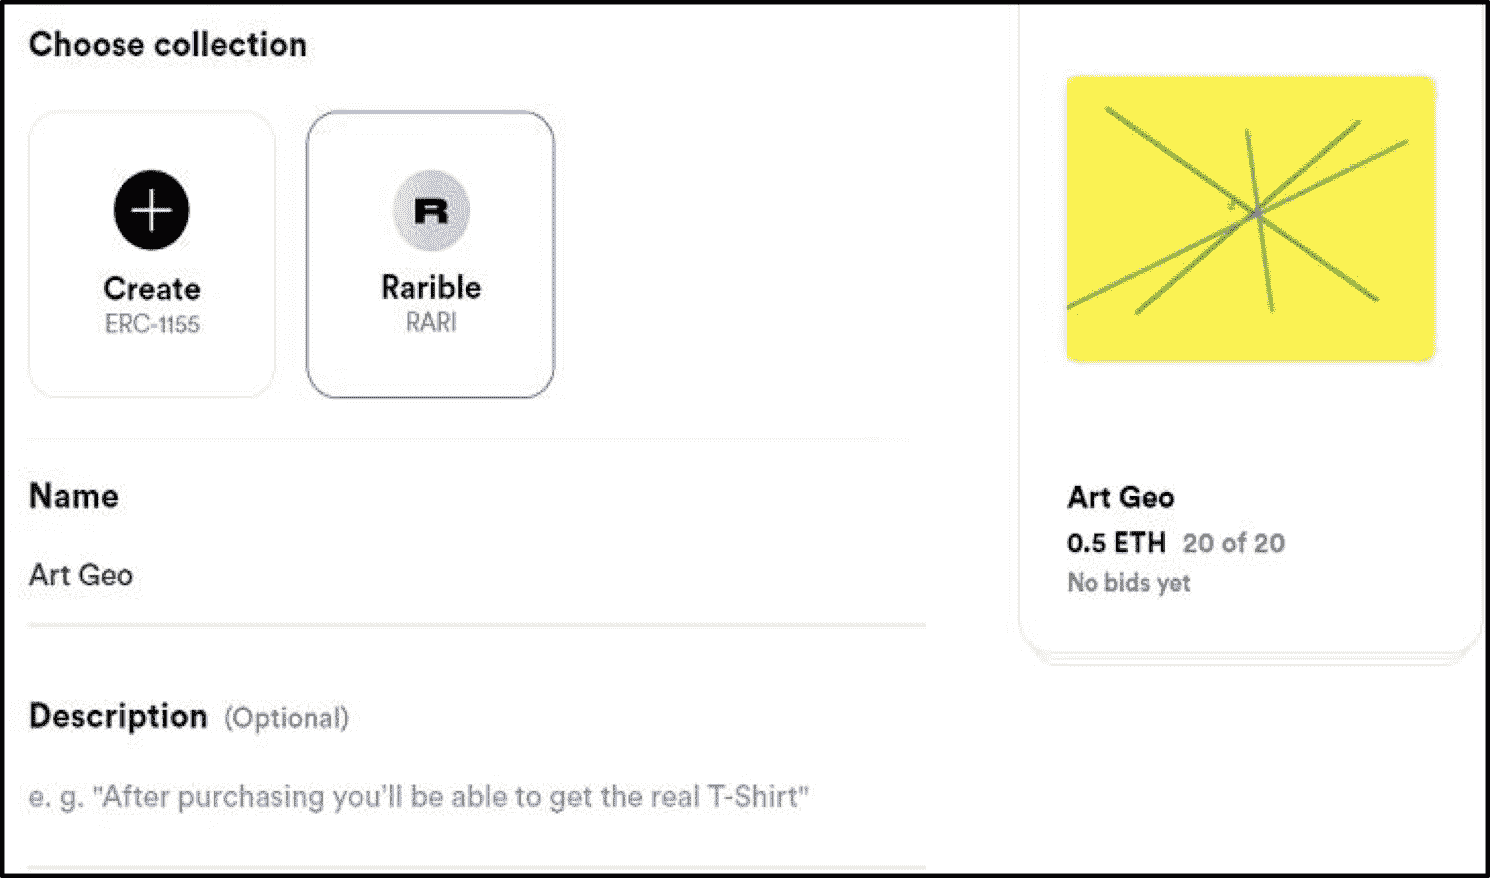 Choose collection
Create
ERC-1155
R
Rarible
RARI
Name
Art Geo
Description (Optional)
e. g. "After purchasing you'll be able to get the real T-Shirt"
Art Geo
0.5 ETH 20 of 20
No bids yet